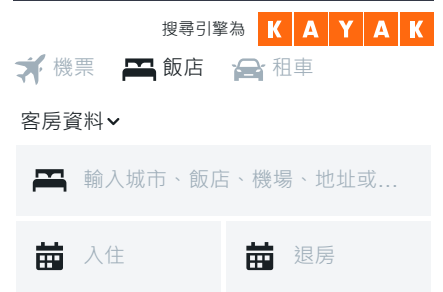 搜尋引擎為 KAYAK
機票 飯店 租車
客房資料
輸入城市、飯店、機場、地址或...
入住 退房